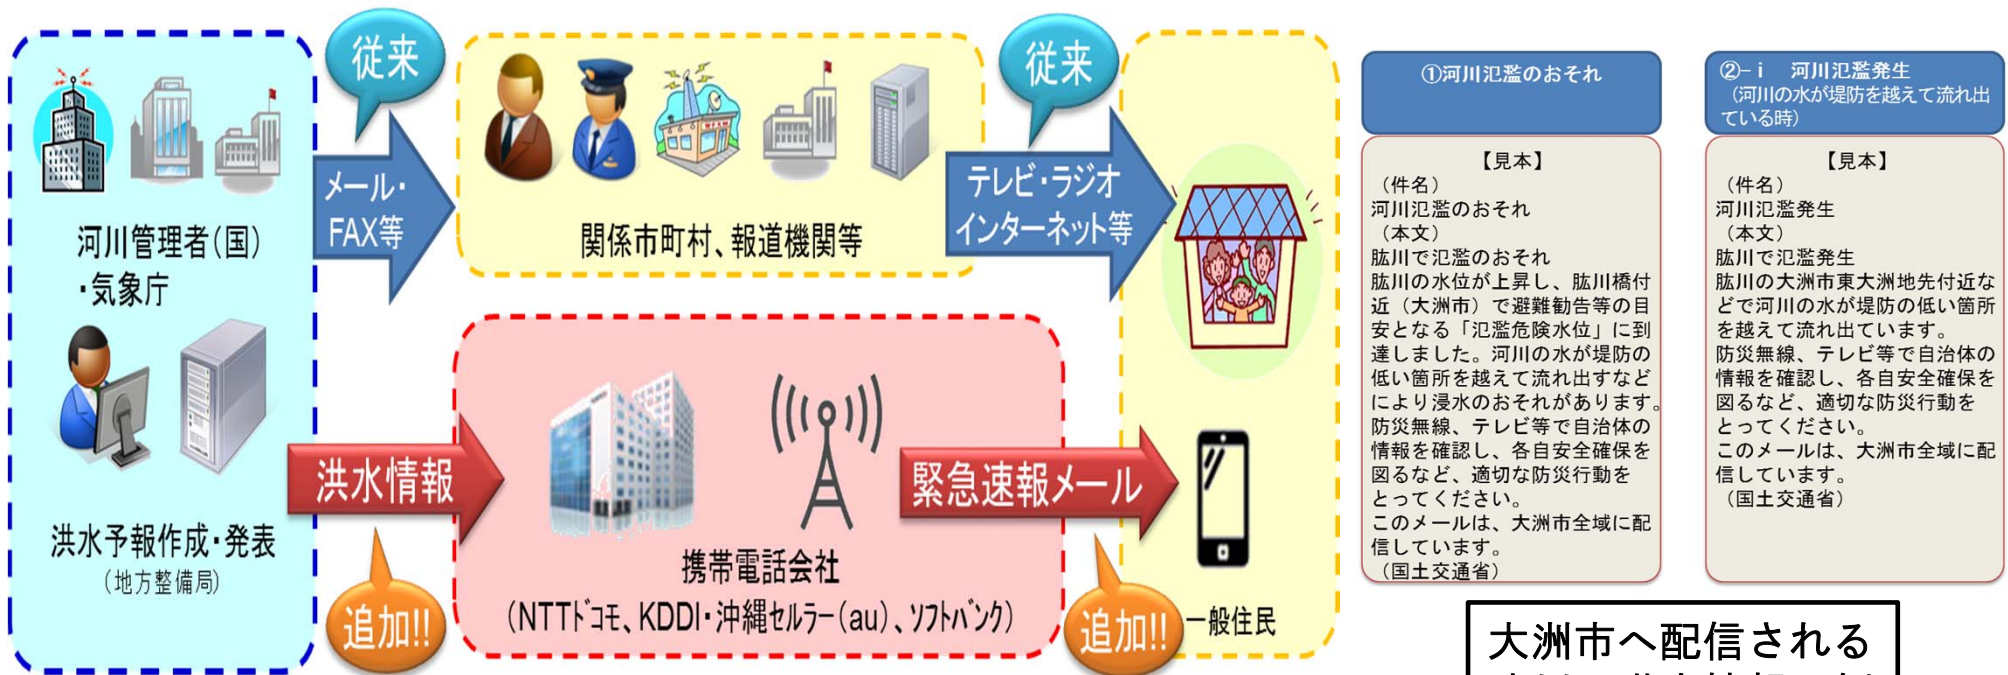 従来
メール・
FAX等
河川管理者(国)
・気象庁
洪水予報作成・発表
(地方整備局)
関係市町村、報道機関等
従来
テレビ・ラジオ
インターネット等
洪水情報
追加!!
携帯電話会社
(NTTドコモ、KDDI・沖縄セルラー(au)、ソフトバンク)
緊急速報メール
追加!!
一般住民
①河川氾濫のおそれ
【見本】
(件名)
河川氾濫のおそれ
(本文)
肱川で氾濫のおそれ
肱川の水位が上昇し、肱川橋付
近(大洲市)で避難勧告等の目
安となる「氾濫危険水位」に到
達しました。河川の水が堤防の
低い箇所を越えて流れ出すなど
により浸水のおそれがあります。
防災無線、テレビ等で自治体の
情報を確認し、各自安全確保を
図るなど、適切な防災行動を
とってください。
このメールは、大洲市全域に配
信しています。
(国土交通省)
②-ⅰ 河川氾濫発生
(河川の水が堤防を越えて流れ出
ている時)
【見本】
(件名)
河川氾濫発生
(本文)
肱川で氾濫発生
肱川の大洲市東大洲地先付近な
どで河川の水が堤防の低い箇所
を越えて流れ出ています。
防災無線、テレビ等で自治体の
情報を確認し、各自安全確保を
図るなど、適切な防災行動を
とってください。
このメールは、大洲市全域に配
信しています。
(国土交通省)
大洲市へ配信される